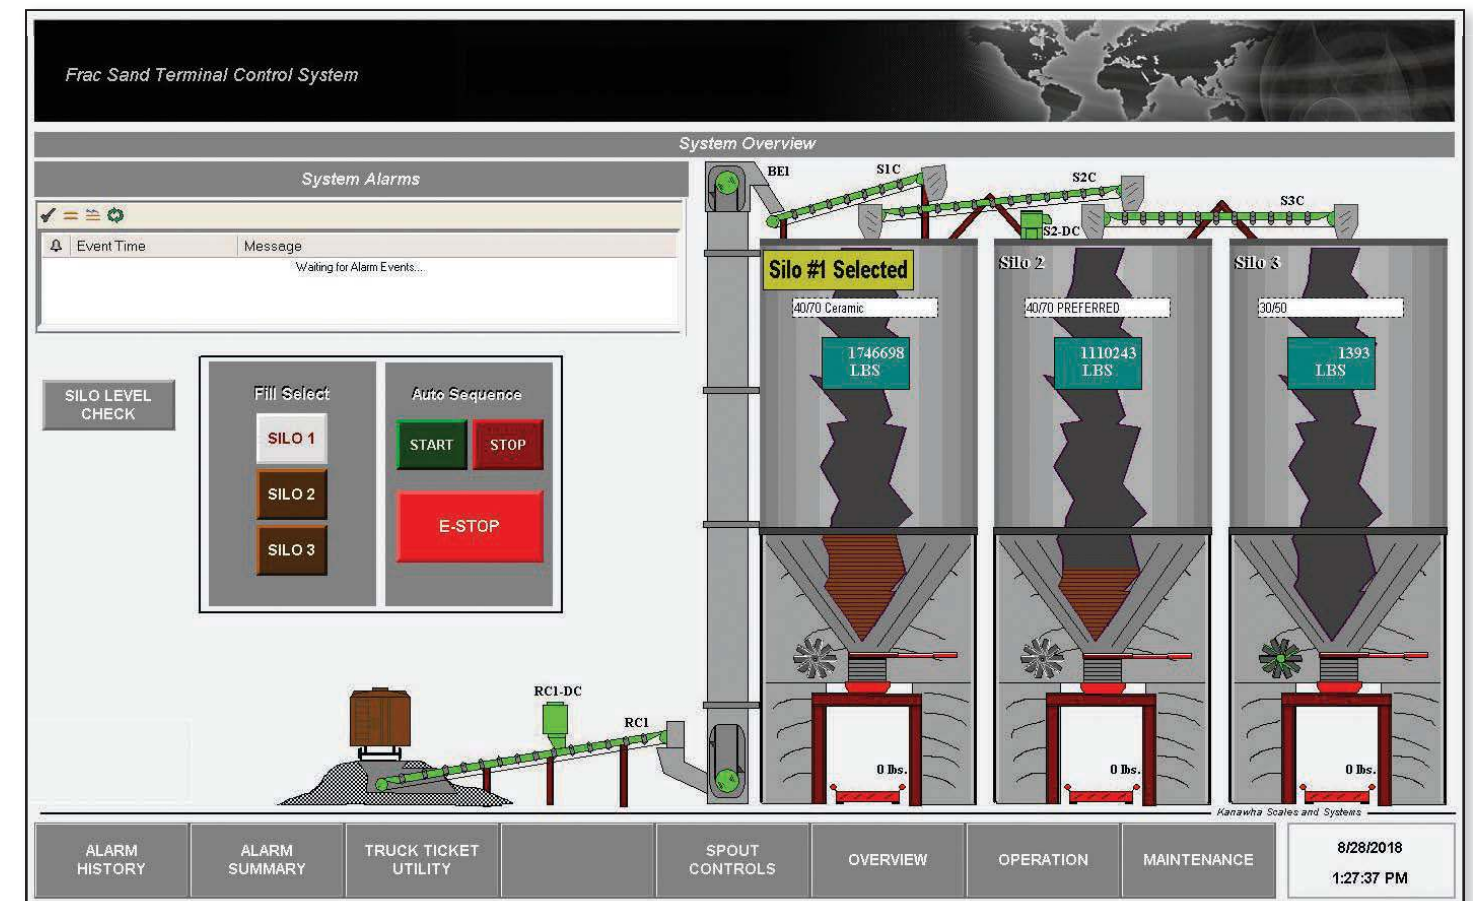 Frac Sand Terminal Control System
System Overview
System Alarms
Event Time Message
Waiting for Alarm Events...
SILO LEVEL
CHECK
Fill Select
SILO 1
SILO 2
SILO 3
Auto Sequence
START STOP
E-STOP
BE1
S1C
S2C
S3C
S2-DC
Silo #1 Selected
Silo 2
Silo 3
40/70 Ceramic
40/70 PREFERRED
30/50
1746698
LBS
1110243
LBS
1393
LBS
RC1-DC
RC1
0 lbs.
0 lbs.
0 lbs.
Kanawha Scales and Systems
ALARM
HISTORY
ALARM
SUMMARY
TRUCK TICKET
UTILITY
SPOUT
CONTROLS
OVERVIEW
OPERATION
MAINTENANCE
8/28/2018
1:27:37 PM